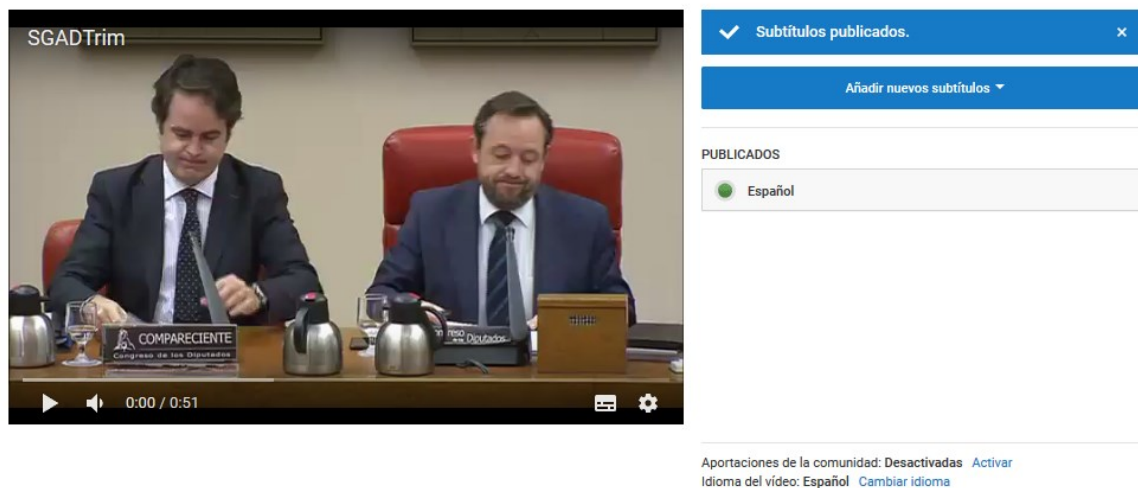 SGADTrim
COMPARECIENTE
Congreso de los Diputados
Congreso
Diputados
0:00 / 0:51
Subtítulos publicados.
Añadir nuevos subtítulos
PUBLICADOS
Español
Aportaciones de la comunidad: Desactivadas Activar
Idioma del vídeo: Español Cambiar idioma